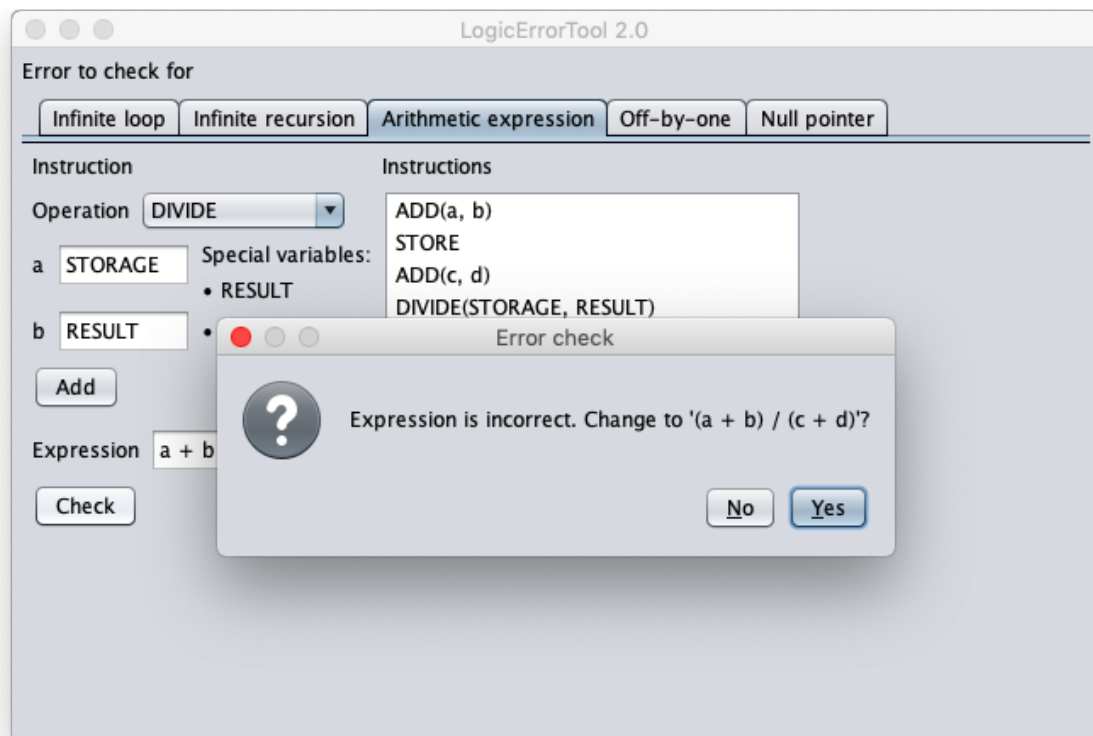 LogicErrorTool 2.0
Error to check for
Infinite loop Infinite recursion Arithmetic expression Off-by-one Null pointer
Instruction
Operation DIVIDE
a STORAGE
Special variables:
• RESULT
b RESULT
•
Add
Instructions
ADD(a, b)
STORE
ADD(c, d)
DIVIDE(STORAGE, RESULT)
Expression a + b
Check
Error check
?
Expression is incorrect. Change to '(a + b) / (c + d)'?
No Yes